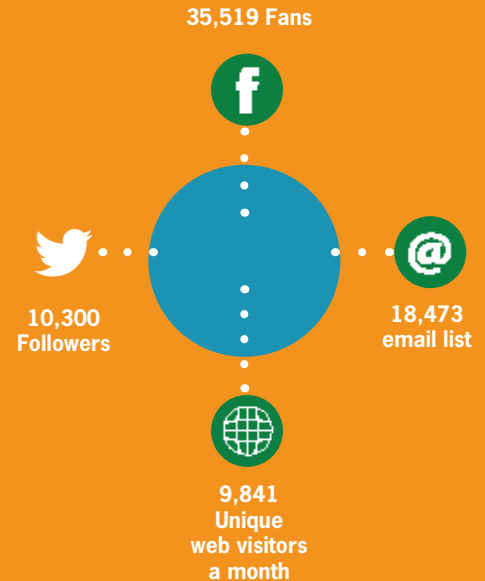 35,519 Fans
10,300
Followers
18,473
email list
9,841
Unique
web visitors
a month